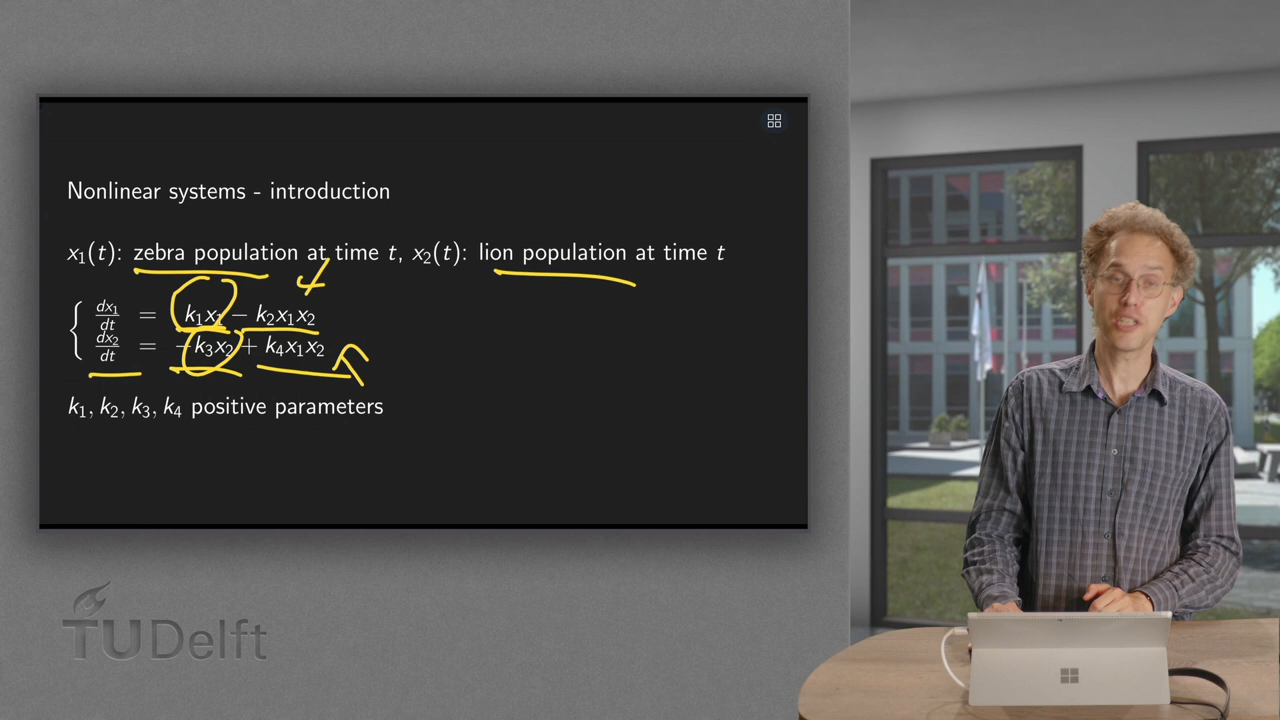 Nonlinear systems - introduction
x₁(t): zebra population at time t, x₂(t): lion population at time t
dx₁/dt = k₁x₁ − k₂x₁x₂
dx₂/dt = −k₃x₂ + k₄x₁x₂
k₁, k₂, k₃, k₄ positive parameters
TUDelft